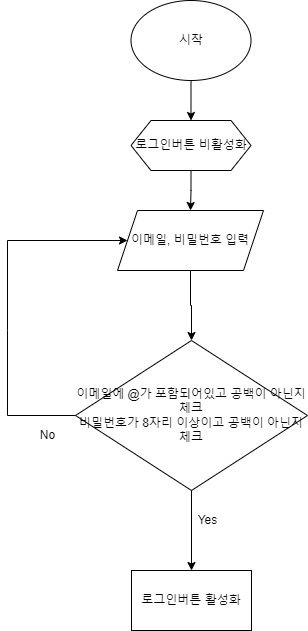 시작
로그인버튼 비활성화
이메일, 비밀번호 입력
이메일에 @가 포함되어있고 공백이 아닌지
체크
비밀번호가 8자리 이상이고 공백이 아닌지
체크
No
Yes
로그인버튼 활성화